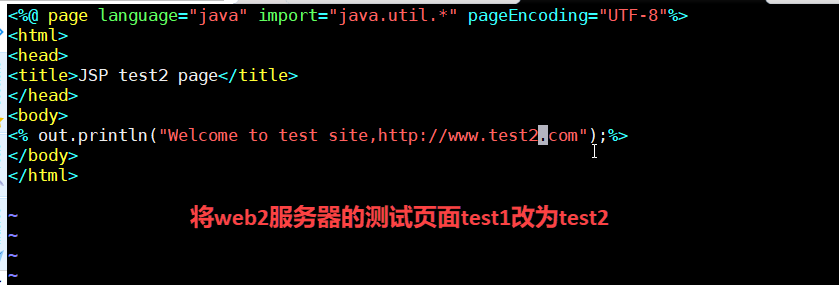 <%@ page language="java" import="java.util.*" pageEncoding="UTF-8"%>
<html>
<head>
<title>JSP test2 page</title>
</head>
<body>
<% out.println("Welcome to test site,http://www.test2.com");%>
</body>
</html>
~
将web2服务器的测试页面test1改为test2
~
~
~